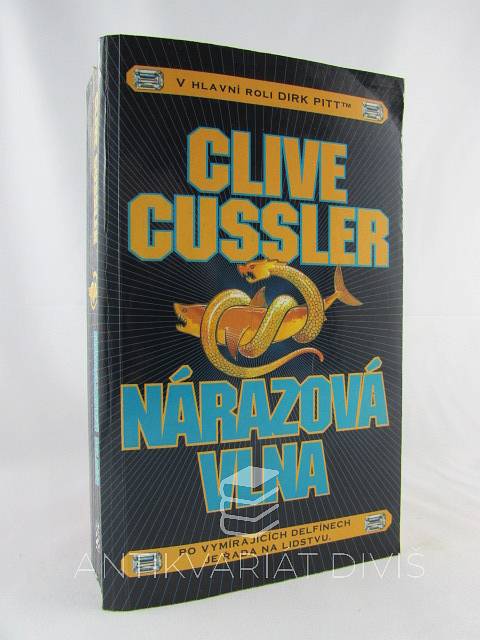 V HLAVNÍ ROLI DIRK PITT™
CLIVE
CUSSLER
NÁRAZOVÁ
VLNA
PO VYMÍRAJÍCÍCH DELFÍNECH
JE ŘADA NA LIDSTVU.
ANTIKVARIÁT DIVIŠ